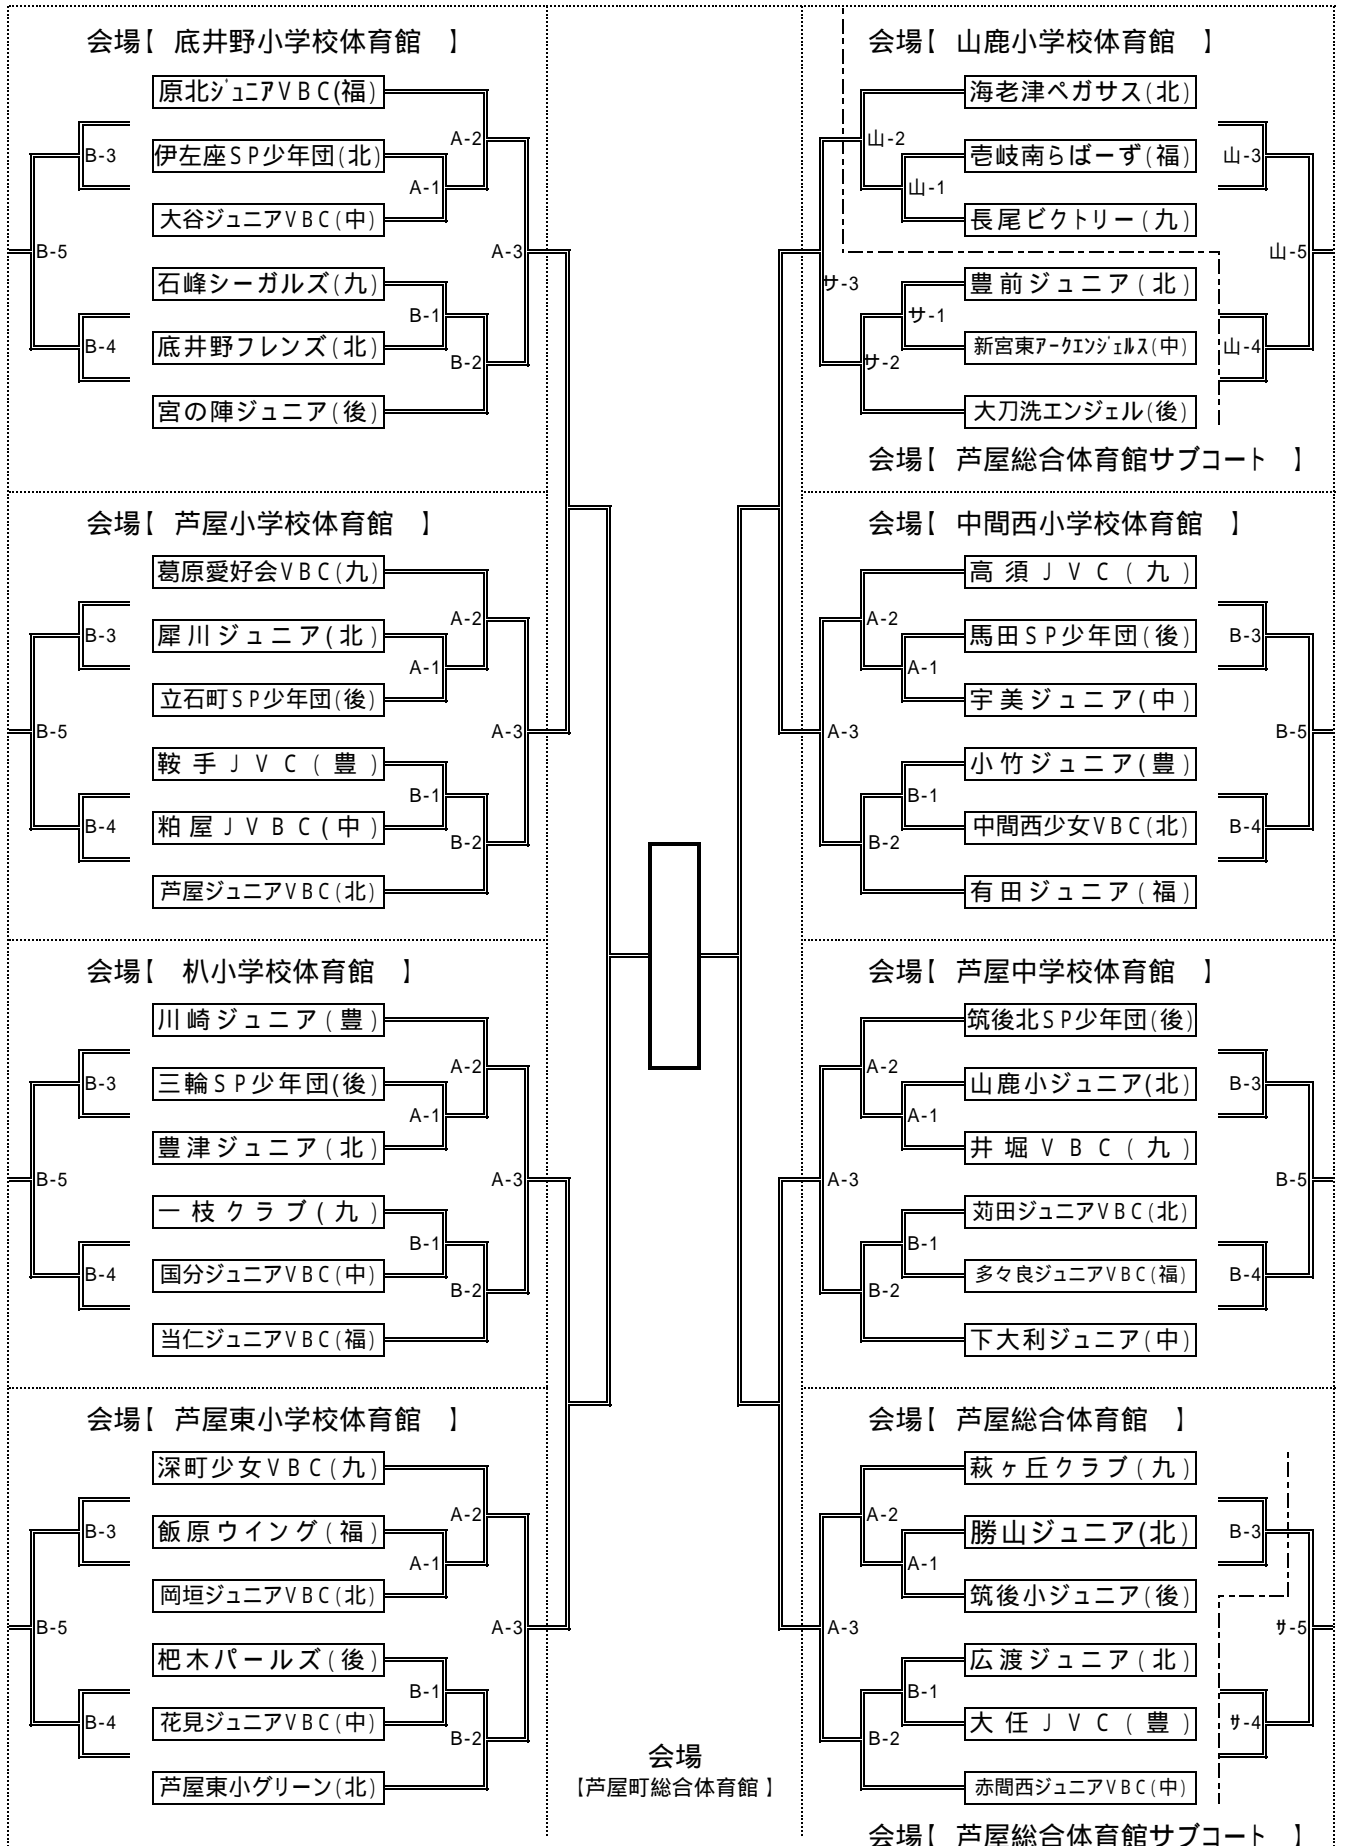 会場【 底井野小学校体育館 】
原北ジュニアVBC(福)
A-2
B-3
伊左座SP少年団(北)
A-1
大谷ジュニアVBC(中)
B-5
A-3
石峰シーガルズ(九)
B-1
B-4
底井野フレンズ(北)
B-2
宮の陣ジュニア(後)
会場【 芦屋小学校体育館 】
葛原愛好会VBC(九)
A-2
B-3
犀川ジュニア(北)
A-1
立石町SP少年団(後)
B-5
A-3
鞍手JVC(豊)
B-1
B-4
粕屋JVBC(中)
B-2
芦屋ジュニアVBC(北)
会場【 朳小学校体育館 】
川崎ジュニア(豊)
A-2
B-3
三輪SP少年団(後)
A-1
豊津ジュニア(北)
B-5
A-3
一枝クラブ(九)
B-1
B-4
国分ジュニアVBC(中)
B-2
当仁ジュニアVBC(福)
会場【 芦屋東小学校体育館 】
深町少女VBC(九)
A-2
B-3
飯原ウイング(福)
A-1
岡垣ジュニアVBC(北)
B-5
A-3
杷木パールズ(後)
B-1
B-4
花見ジュニアVBC(中)
B-2
芦屋東小グリーン(北)
会場
【芦屋町総合体育館】
会場【 山鹿小学校体育館 】
海老津ペガサス(北)
山-2
壱岐南らばーず(福)
山-3
山-1
長尾ビクトリー(九)
山-5
サ-3
豊前ジュニア(北)
サ-1
新宮東アークエンジェルス(中)
山-4
サ-2
大刀洗エンジェル(後)
会場【 芦屋総合体育館サブコート 】
会場【 中間西小学校体育館 】
高須JVC(九)
A-2
馬田SP少年団(後)
B-3
A-1
宇美ジュニア(中)
A-3
B-5
小竹ジュニア(豊)
B-1
中間西少女VBC(北)
B-4
B-2
有田ジュニア(福)
会場【 芦屋中学校体育館 】
筑後北SP少年団(後)
A-2
山鹿小ジュニア(北)
B-3
A-1
井堀VBC(九)
A-3
B-5
苅田ジュニアVBC(北)
B-1
多々良ジュニアVBC(福)
B-4
B-2
下大利ジュニア(中)
会場【 芦屋総合体育館 】
萩ヶ丘クラブ(九)
A-2
勝山ジュニア(北)
B-3
A-1
筑後小ジュニア(後)
A-3
サ-5
広渡ジュニア(北)
B-1
大任JVC(豊)
サ-4
B-2
赤間西ジュニアVBC(中)
会場【 芦屋総合体育館サブコート 】